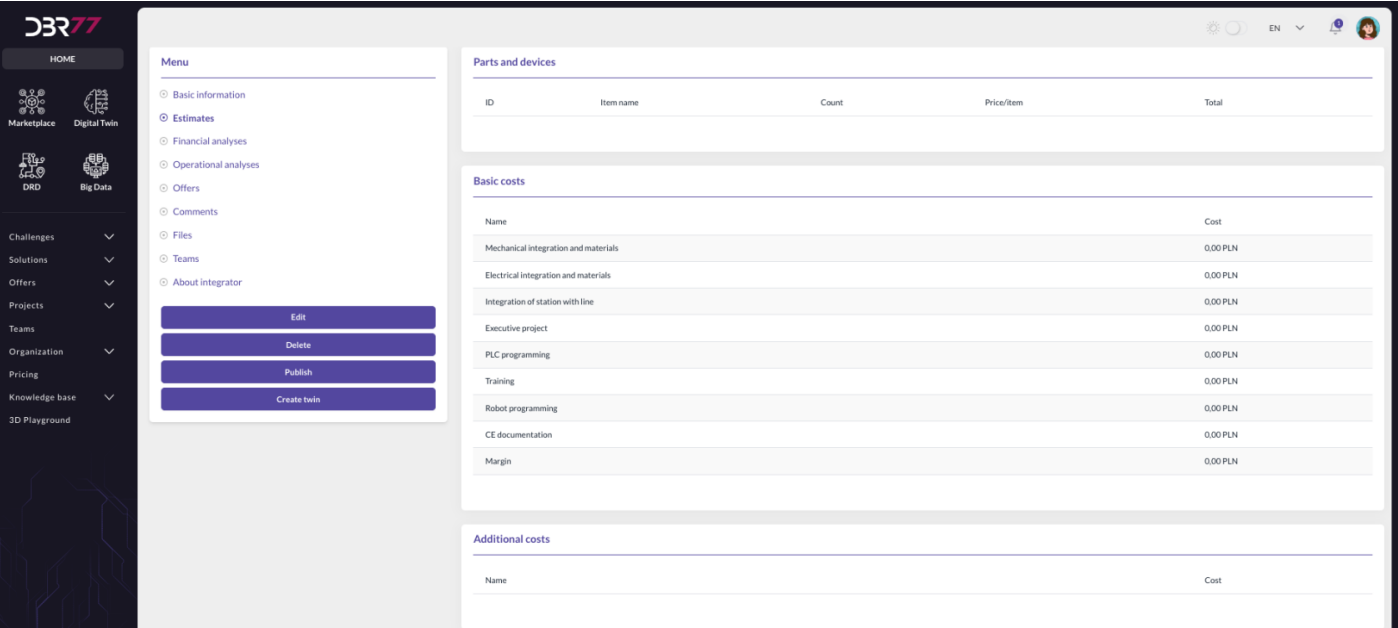 DBR77
HOME
Marketplace
Digital Twin
DRD
Big Data
Challenges
Solutions
Offers
Projects
Teams
Organization
Pricing
Knowledge base
3D Playground
EN
1
Menu
Basic information
Estimates
Financial analyses
Operational analyses
Offers
Comments
Files
Teams
About integrator
Edit
Delete
Publish
Create twin
Parts and devices
ID Item name Count Price/item Total
Basic costs
Name Cost
Mechanical integration and materials 0,00 PLN
Electrical integration and materials 0,00 PLN
Integration of station with line 0,00 PLN
Executive project 0,00 PLN
PLC programming 0,00 PLN
Training 0,00 PLN
Robot programming 0,00 PLN
CE documentation 0,00 PLN
Margin 0,00 PLN
Additional costs
Name Cost